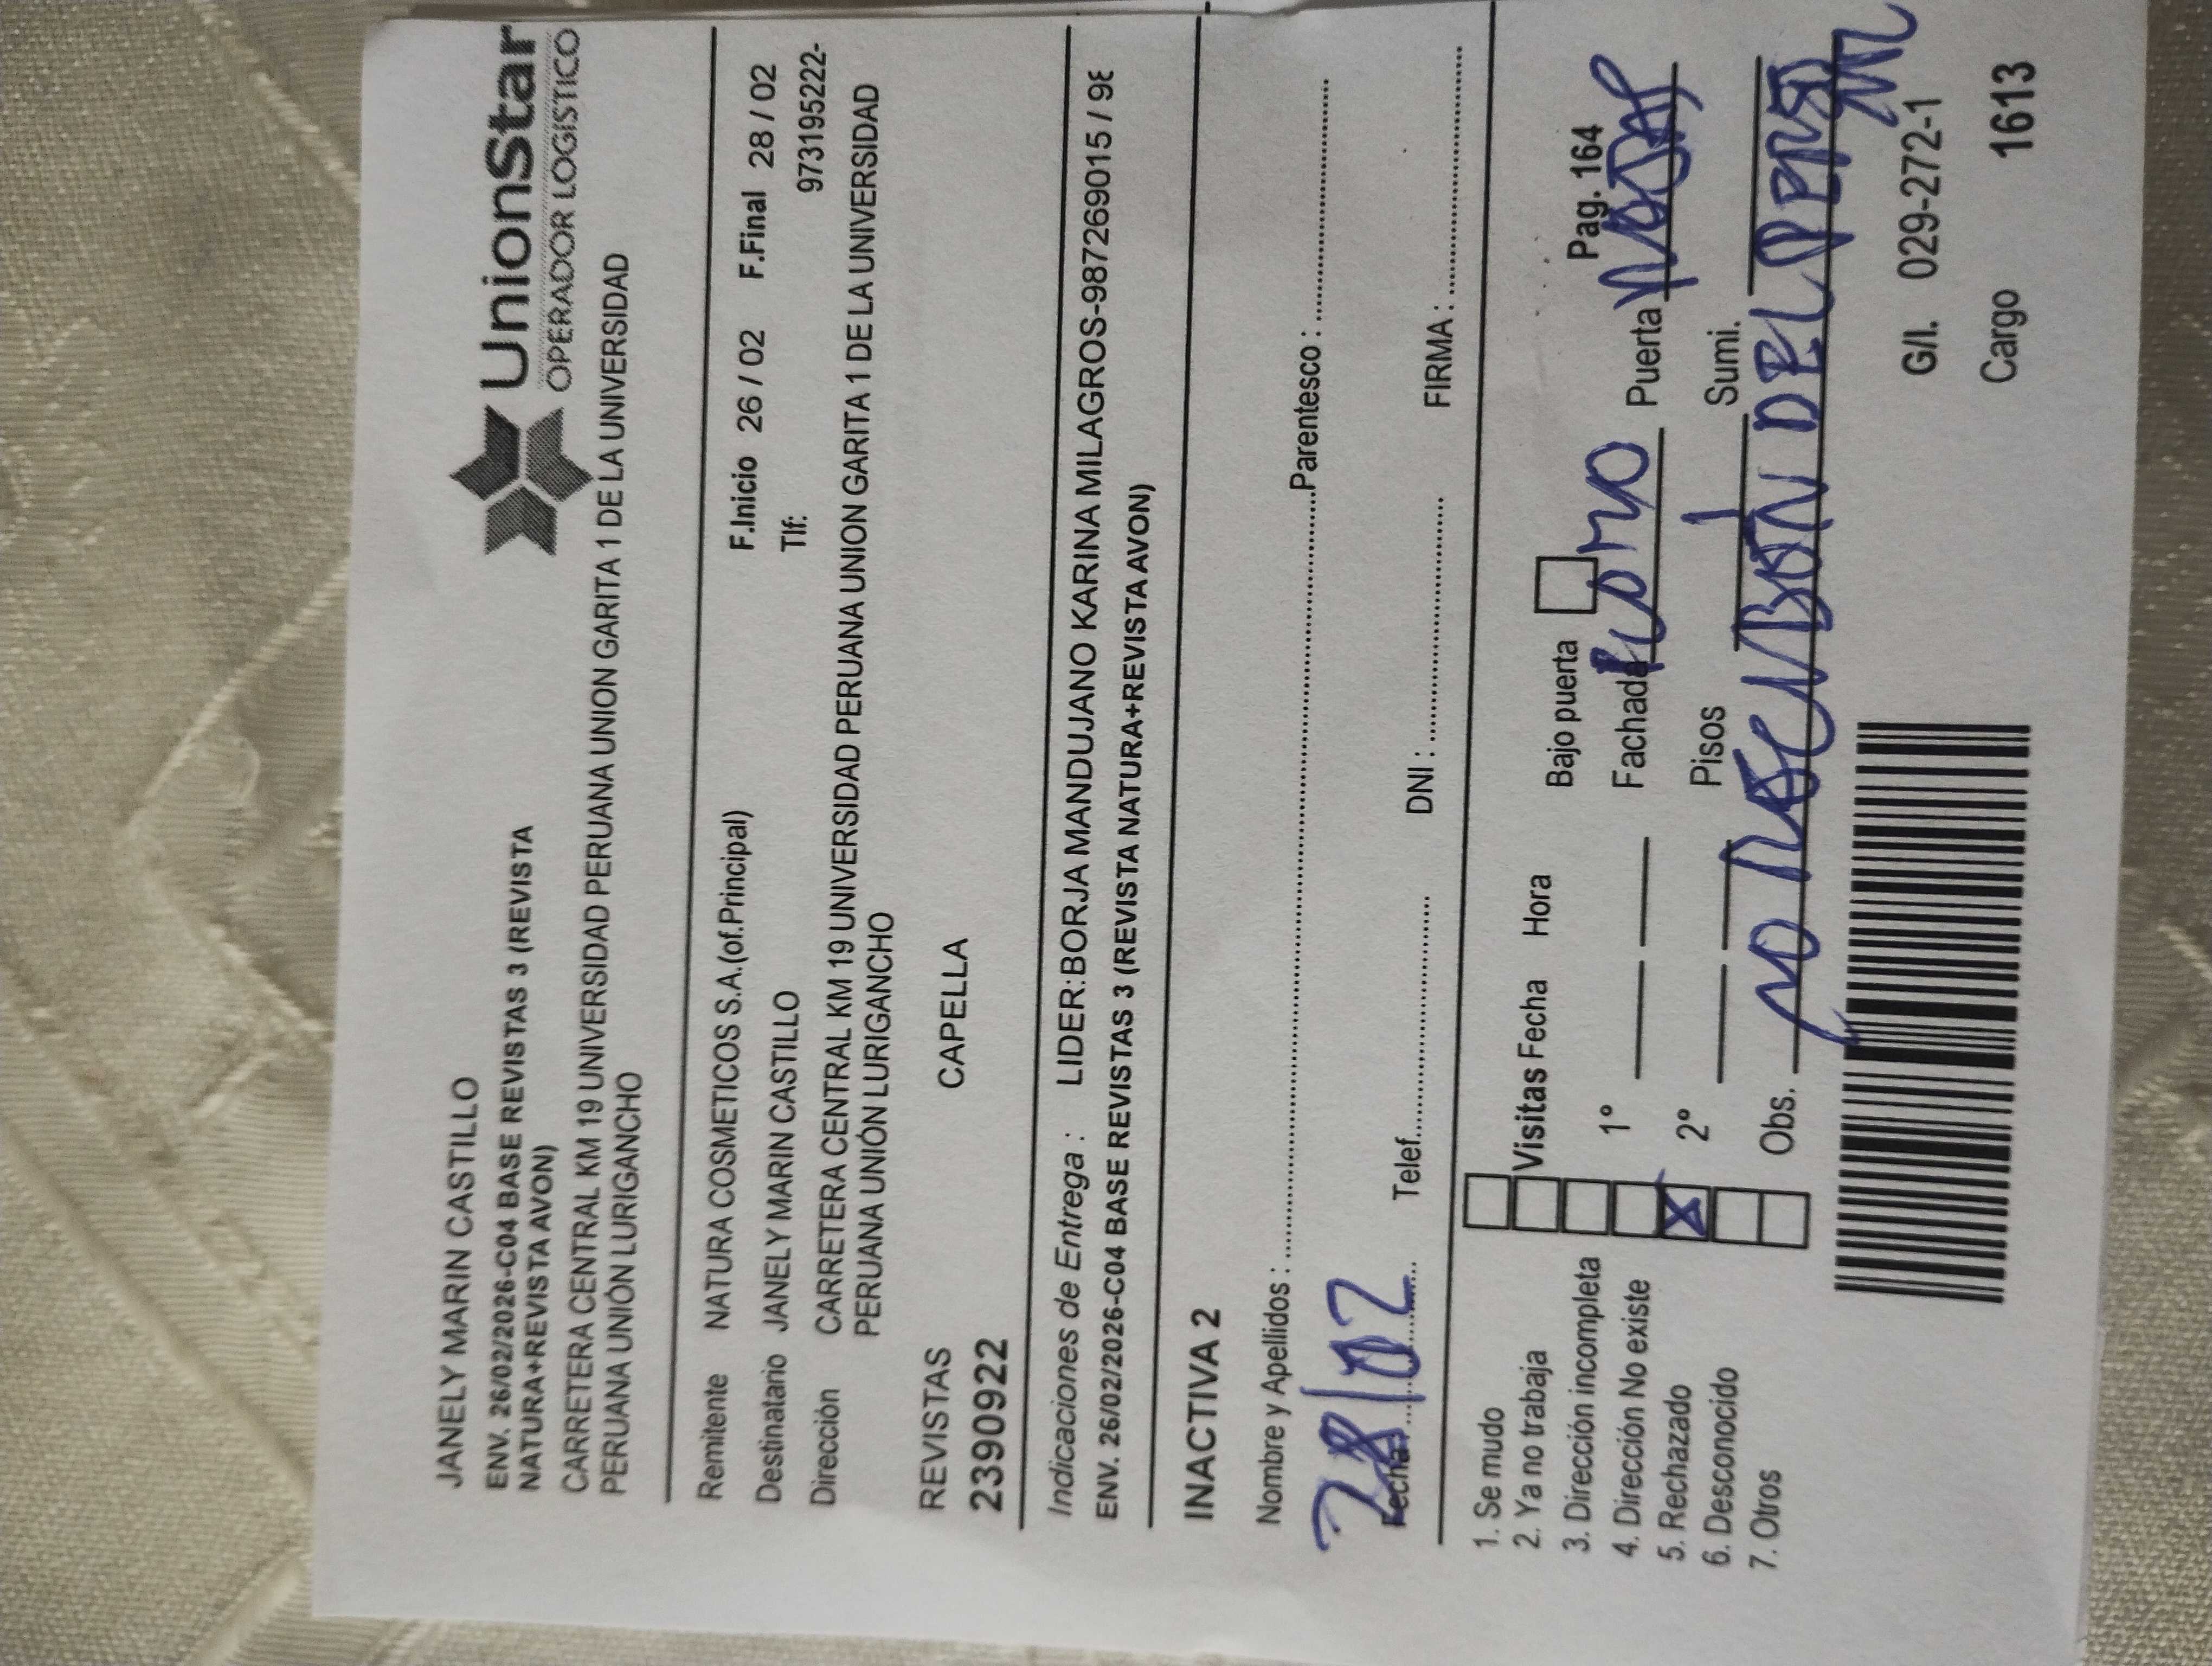 UnionStar
OPERADOR LOGISTICO
JANELY MARIN CASTILLO
ENV. 26/02/2026-C04 BASE REVISTAS 3 (REVISTA
NATURA+REVISTA AVON)
CARRETERA CENTRAL KM 19 UNIVERSIDAD PERUANA UNION GARITA 1 DE LA UNIVERSIDAD
PERUANA UNIÓN LURIGANCHO
Remitente NATURA COSMETICOS S.A.(of.Principal) F.Inicio 26 / 02 F.Final 28 / 02
Destinatario JANELY MARIN CASTILLO Tlf: 973195222-
Dirección CARRETERA CENTRAL KM 19 UNIVERSIDAD PERUANA UNION GARITA 1 DE LA UNIVERSIDAD
PERUANA UNIÓN LURIGANCHO
REVISTAS CAPELLA
2390922
Indicaciones de Entrega : LIDER:BORJA MANDUJANO KARINA MILAGROS-987269015 / 98
ENV. 26/02/2026-C04 BASE REVISTAS 3 (REVISTA NATURA+REVISTA AVON)
INACTIVA 2
Nombre y Apellidos : Parentesco :
28/02
Fecha: Telef. DNI : FIRMA :
1. Se mudo
2. Ya no trabaja Visitas Fecha Hora Bajo puerta Pag. 164
3. Dirección incompleta
4. Dirección No existe 1° Fachada Puerta
5. Rechazado X
6. Desconocido 2° Pisos 1 Sumi.
7. Otros
Obs. NO RECIBEN DEL
G/I. 029-272-1
Cargo 1613